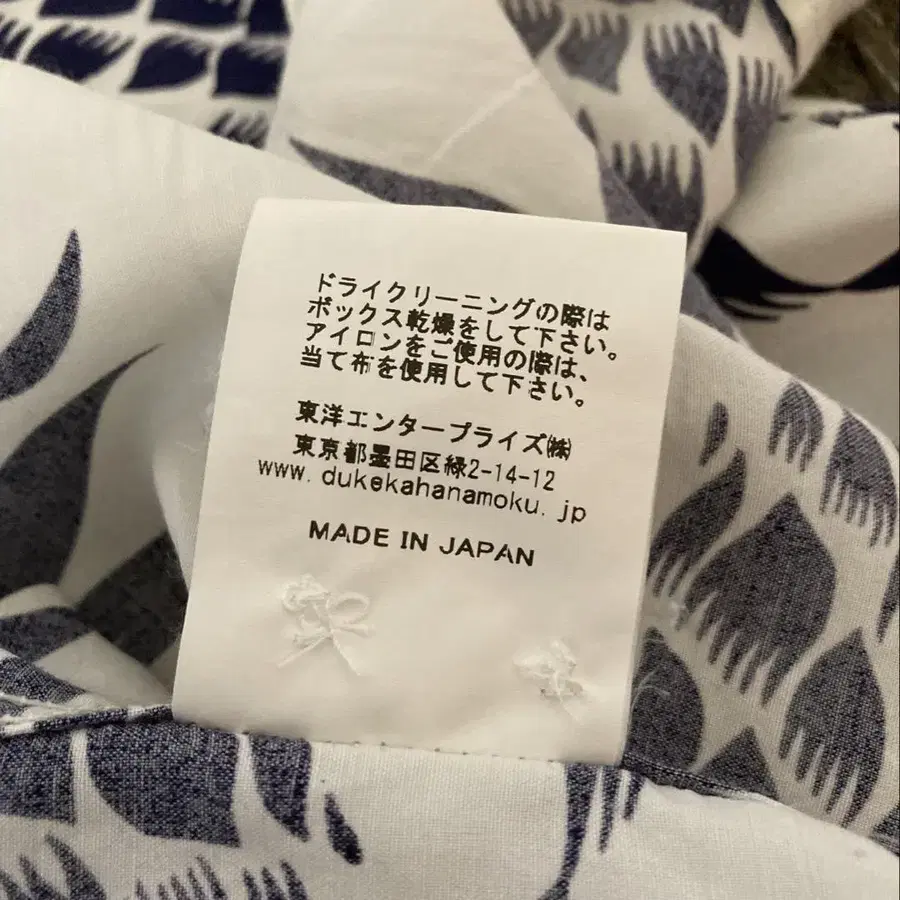 ドライクリーニングの際は
ボックス乾燥をして下さい。
アイロンをご使用の際は、
当て布を使用して下さい。
東洋エンタープライズ㈱
東京都墨田区緑2-14-12
www.dukekahanamoku.jp
MADE IN JAPAN